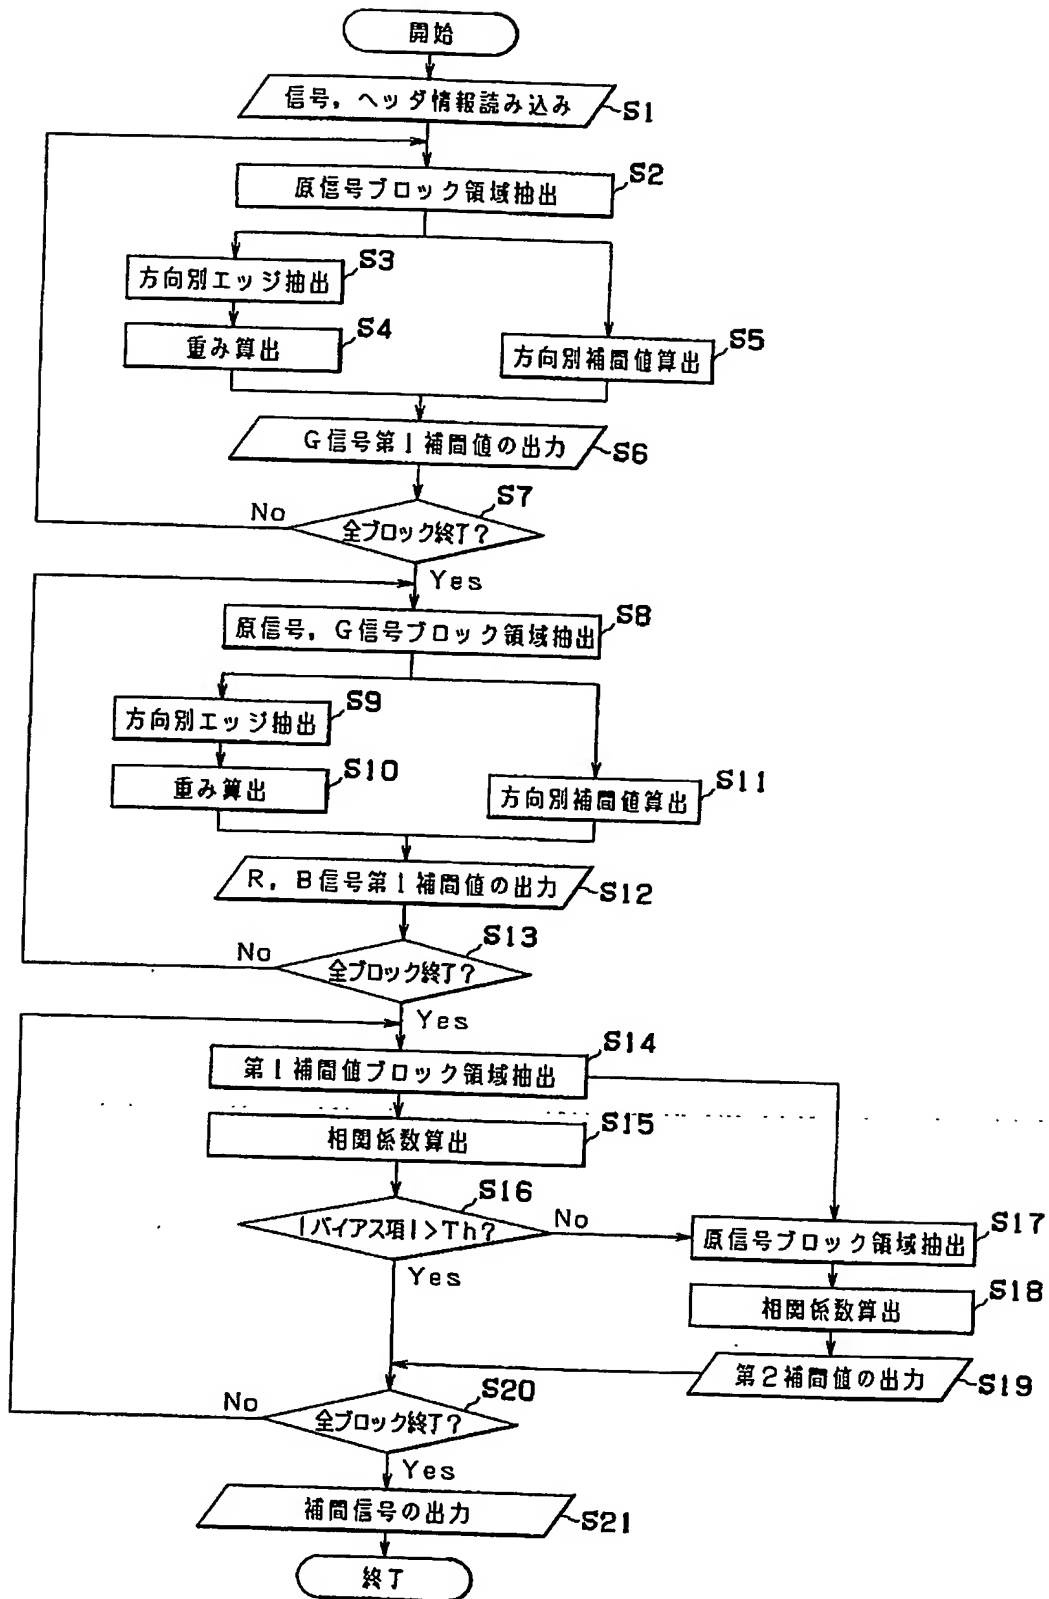 開始
信号，ヘッダ情報読み込み
S1
原信号ブロック領域抽出
S2
方向別エッジ抽出
S3
重み算出
S4
方向別補間値算出
S5
G信号第1補間値の出力
S6
全ブロック終了?
S7
No
Yes
原信号，G信号ブロック領域抽出
S8
方向別エッジ抽出
S9
重み算出
S10
方向別補間値算出
S11
R，B信号第1補間値の出力
S12
全ブロック終了?
S13
No
Yes
第1補間値ブロック領域抽出
S14
相関係数算出
S15
|バイアス項|>Th?
S16
No
Yes
原信号ブロック領域抽出
S17
相関係数算出
S18
第2補間値の出力
S19
全ブロック終了?
S20
No
Yes
補間信号の出力
S21
終了